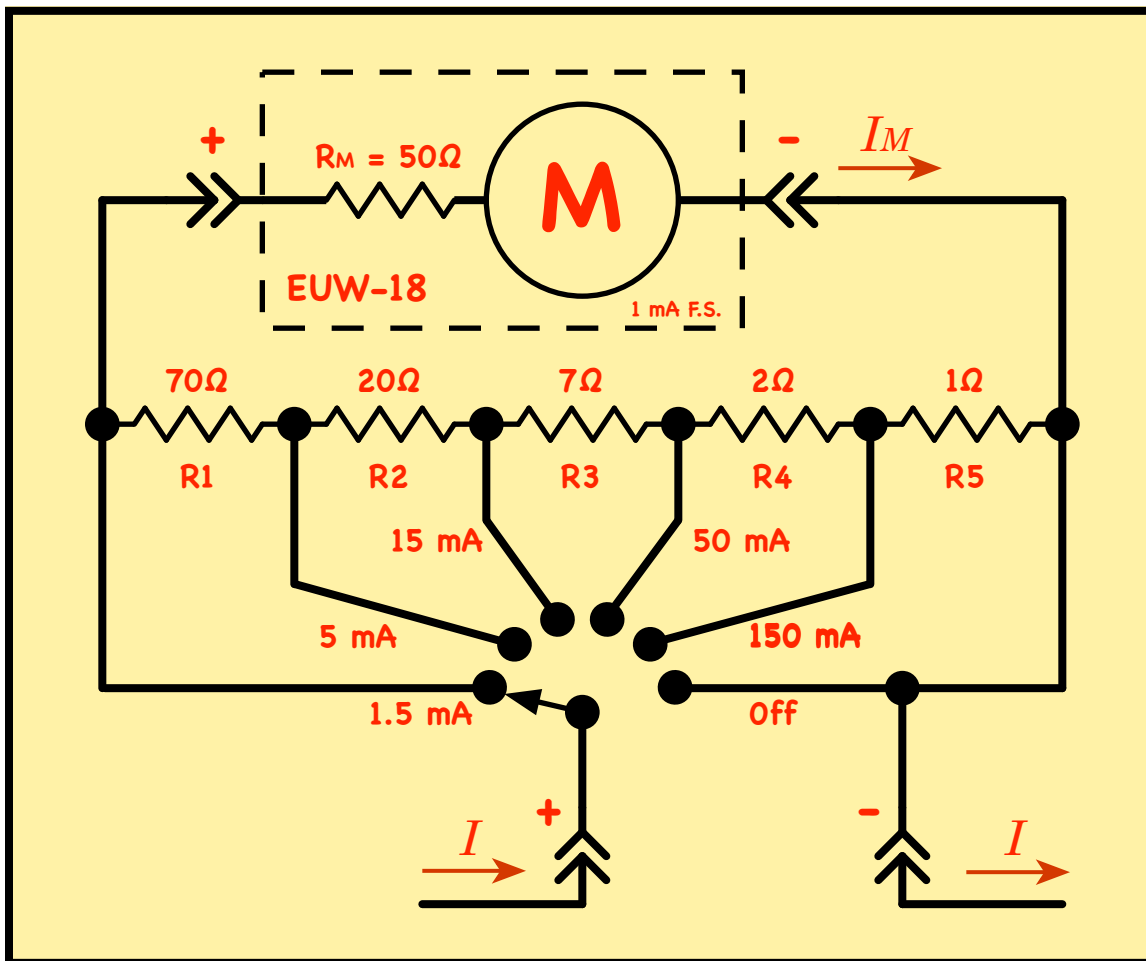 +
RM = 50Ω
M
-
IM
EUW-18
1 mA F.S.
70Ω
20Ω
7Ω
2Ω
1Ω
R1
R2
R3
R4
R5
15 mA
50 mA
5 mA
150 mA
1.5 mA
Off
I
+
-
I